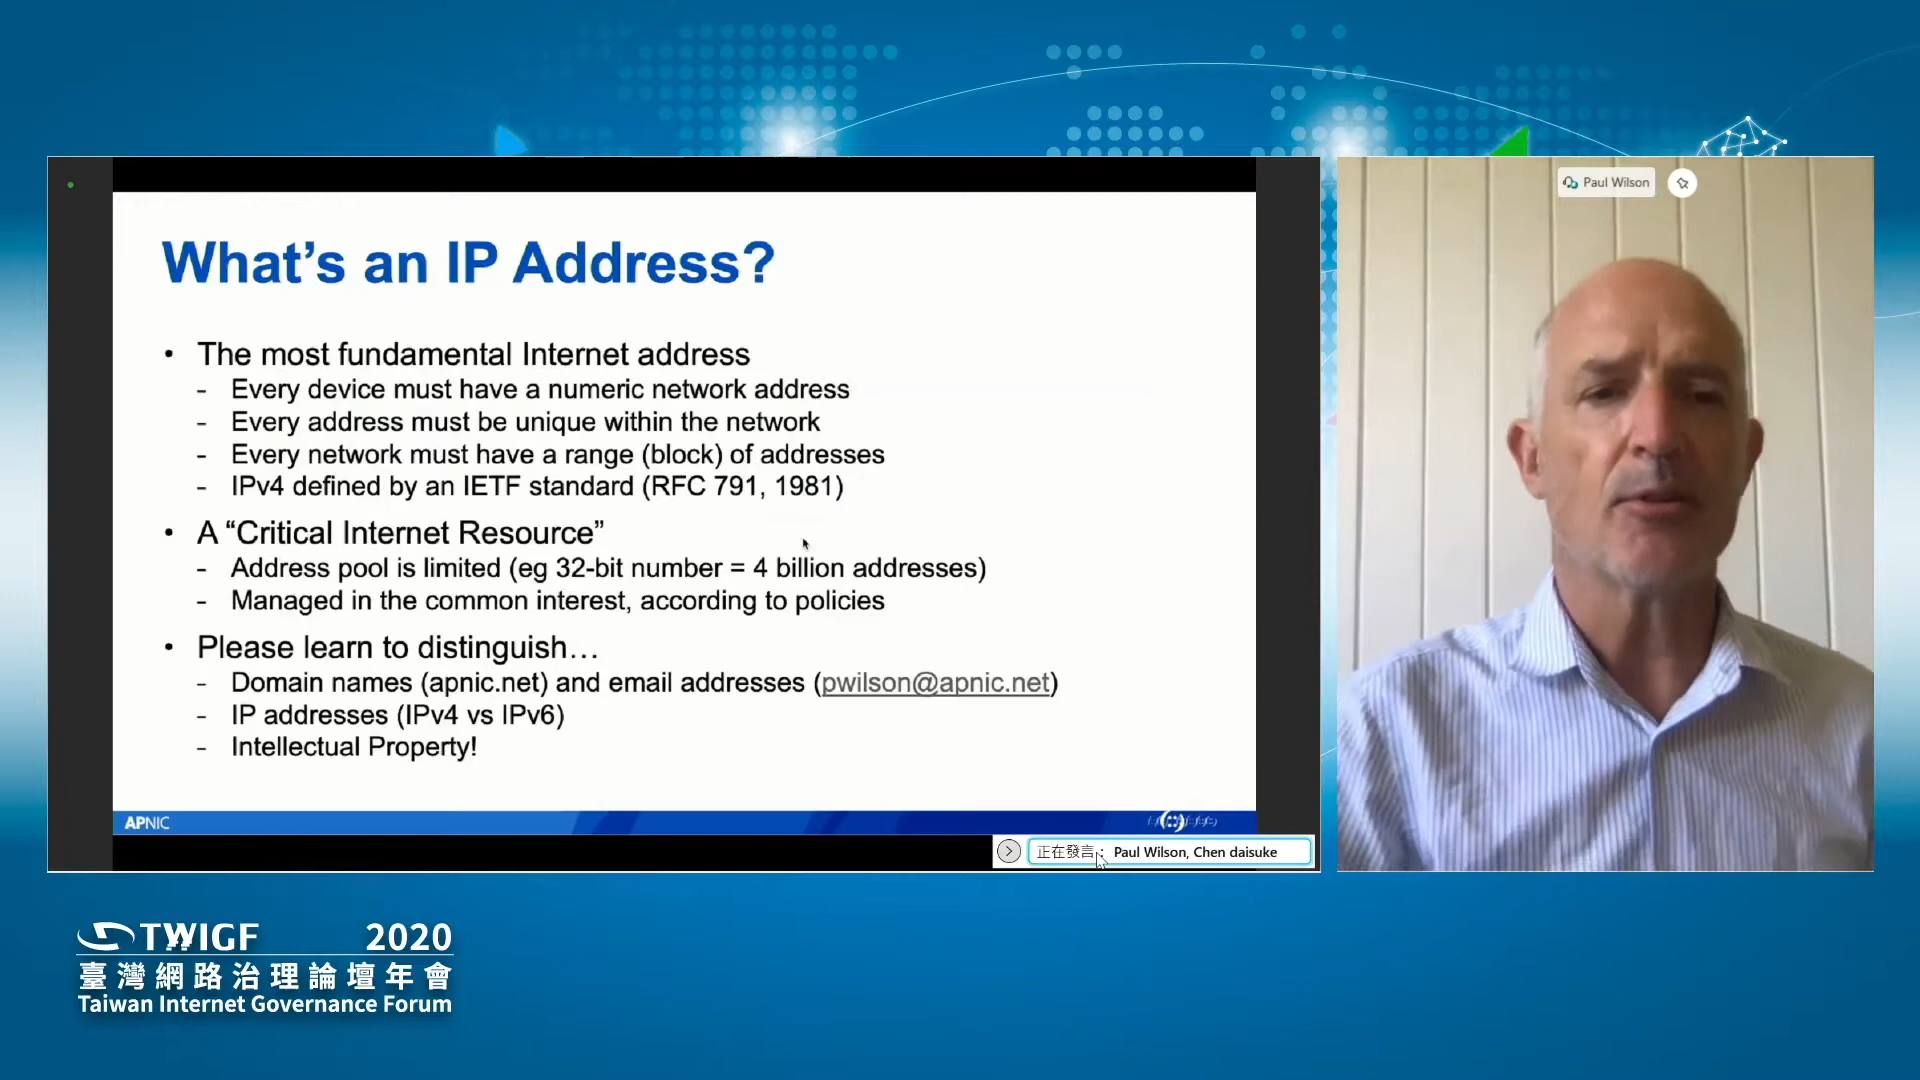 Paul Wilson
What's an IP Address?
• The most fundamental Internet address
- Every device must have a numeric network address
- Every address must be unique within the network
- Every network must have a range (block) of addresses
- IPv4 defined by an IETF standard (RFC 791, 1981)
• A “Critical Internet Resource”
- Address pool is limited (eg 32-bit number = 4 billion addresses)
- Managed in the common interest, according to policies
• Please learn to distinguish…
- Domain names (apnic.net) and email addresses (pwilson@apnic.net)
- IP addresses (IPv4 vs IPv6)
- Intellectual Property!
APNIC
正在發言: Paul Wilson, Chen daisuke
TWIGF 2020
臺灣網路治理論壇年會
Taiwan Internet Governance Forum